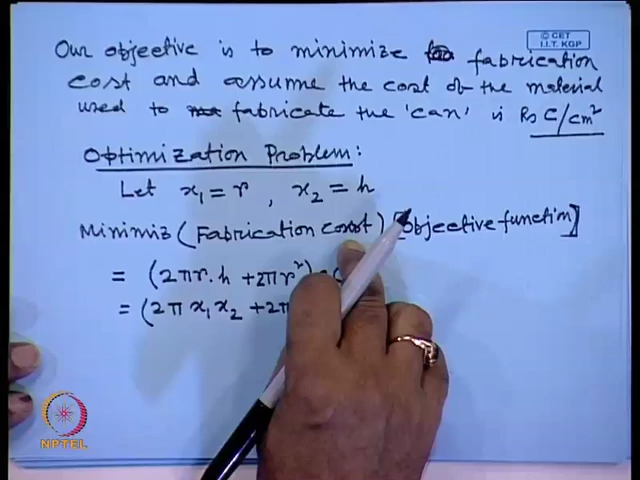 © CET
I.I.T. KGP
Our objective is to minimize fabrication
cost and assume the cost of the material
used to fabricate the 'can' is Rs C/cm²
Optimization Problem:
Let x₁ = r , x₂ = h
Minimiz (Fabrication cost) [Objective function]
= (2πr.h + 2πr²)
= (2π x₁ x₂ + 2π
NPTEL